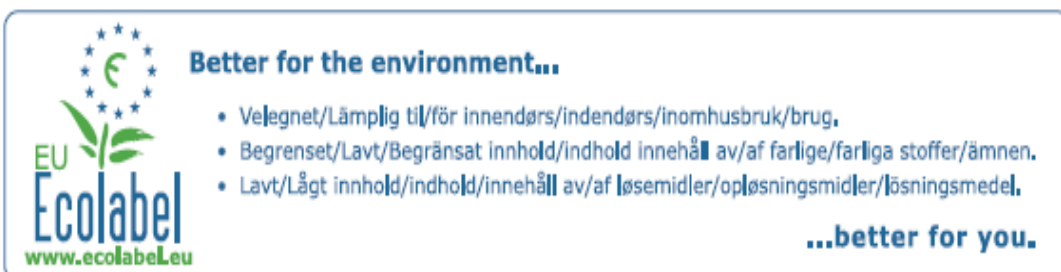 Better for the environment...
• Velegnet/Lämplig til/för innendørs/indendørs/inomhusbruk/brug.
• Begrenset/Lavt/Begränsat innhold/indhold innehåll av/af farlige/farliga stoffer/ämnen.
• Lavt/Lågt innhold/indhold/innehåll av/af løsemidler/opløsningsmidler/lösningsmedel.
...better for you.
EU
Ecolabel
www.ecolabel.eu